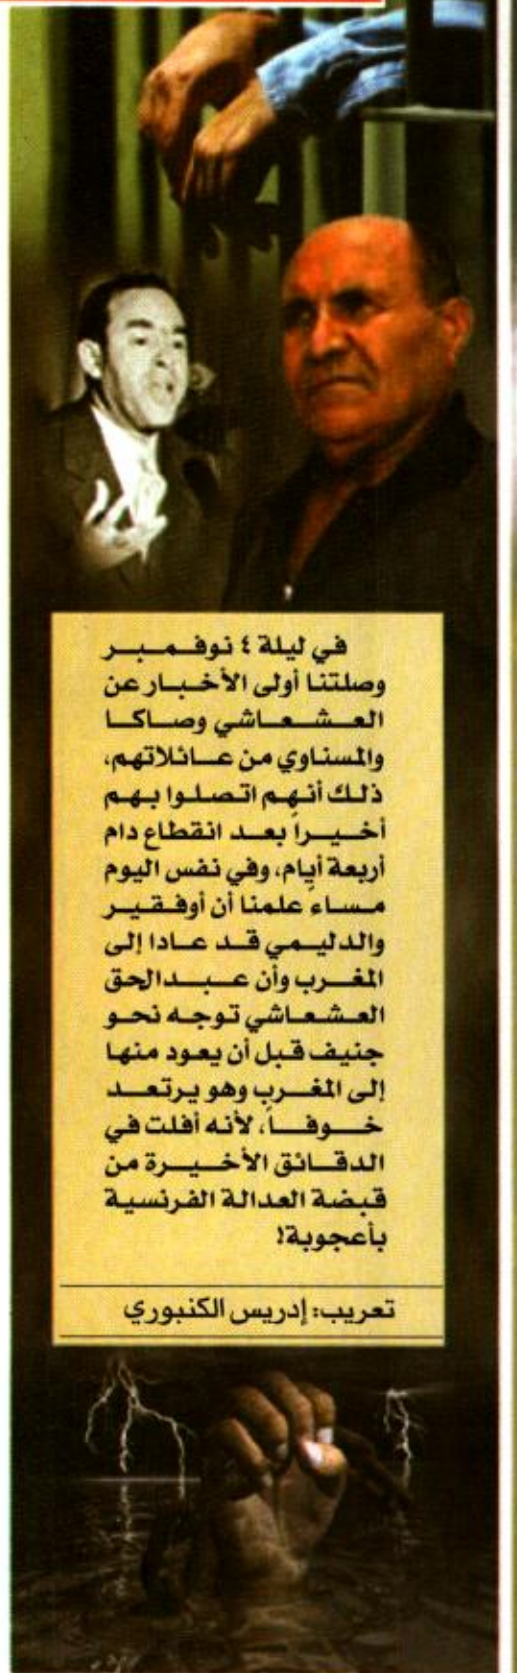 في ليلة ٤ نوفمبر
وصلتنا أولى الأخبار عن
العشعاشي وصاكا
والمسناوي من عائلاتهم،
ذلك أنهم اتصلوا بهم
أخيراً بعد انقطاع دام
أربعة أيام، وفي نفس اليوم
مساء علمنا أن أوفقير
والدليمي قد عادا إلى
المغرب وأن عبدالحق
العشعاشي توجه نحو
جنيف قبل أن يعود منها
إلى المغرب وهو يرتعد
خوفاً، لأنه أفلت في
الدقائق الأخيرة من
قبضة العدالة الفرنسية
بأعجوبة!
تعريب: إدريس الكنبوري